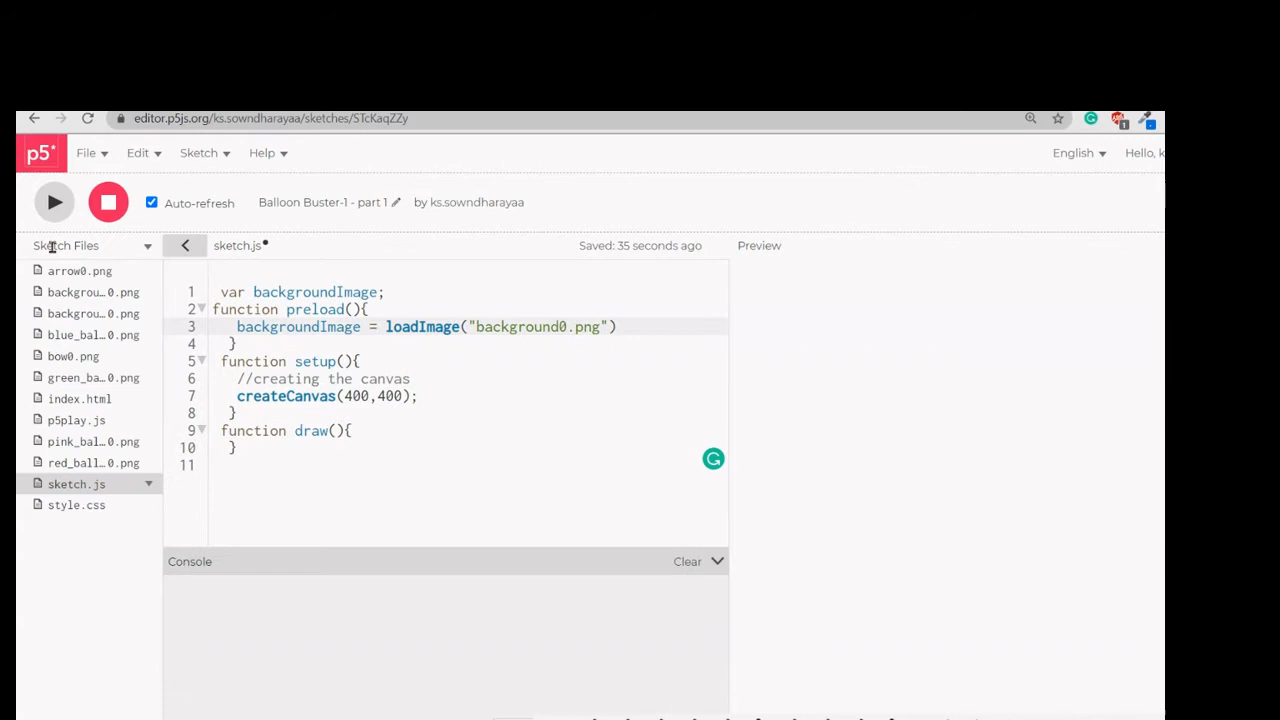 editor.p5js.org/ks.sowndharayaa/sketches/STcKaqZZy
p5* File Edit Sketch Help English Hello, k
Auto-refresh Balloon Buster-1 - part 1 by ks.sowndharayaa
Sketch Files sketch.js Saved: 35 seconds ago Preview
arrow0.png
backgrou…0.png
backgrou…0.png
blue_bal…0.png
bow0.png
green_ba…0.png
index.html
p5play.js
pink_bal…0.png
red_ball…0.png
sketch.js
style.css
1 var backgroundImage;
2 function preload(){
3 backgroundImage = loadImage("background0.png")
4 }
5 function setup(){
6 //creating the canvas
7 createCanvas(400,400);
8 }
9 function draw(){
10 }
11
Console Clear